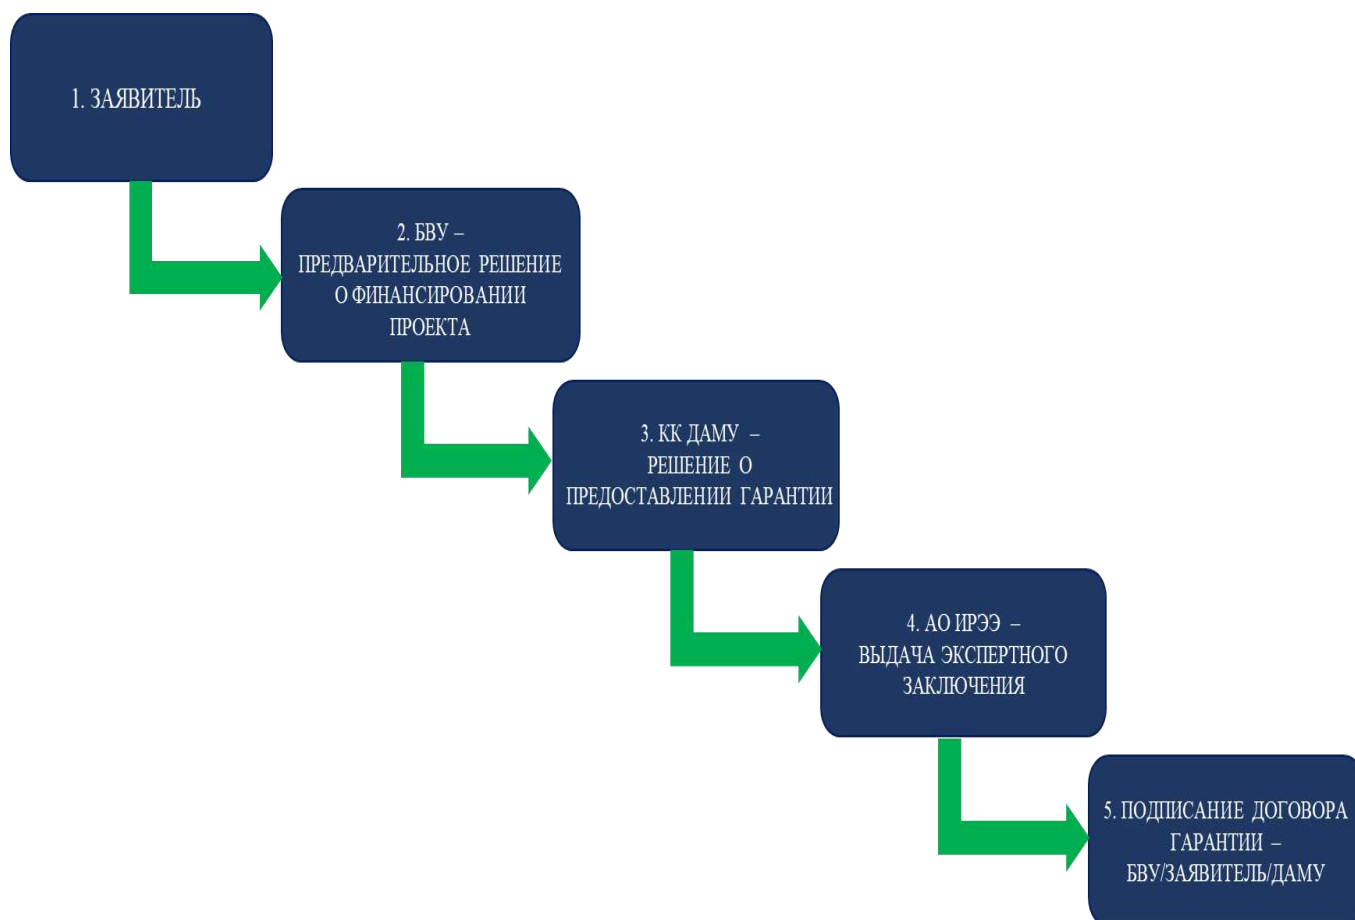 1. ЗАЯВИТЕЛЬ
2. БВУ –
ПРЕДВАРИТЕЛЬНОЕ РЕШЕНИЕ
О ФИНАНСИРОВАНИИ
ПРОЕКТА
3. КК ДАМУ –
РЕШЕНИЕ О
ПРЕДОСТАВЛЕНИИ ГАРАНТИИ
4. АО ИРЭЭ –
ВЫДАЧА ЭКСПЕРТНОГО
ЗАКЛЮЧЕНИЯ
5. ПОДПИСАНИЕ ДОГОВОРА
ГАРАНТИИ –
БВУ/ЗАЯВИТЕЛЬ/ДАМУ